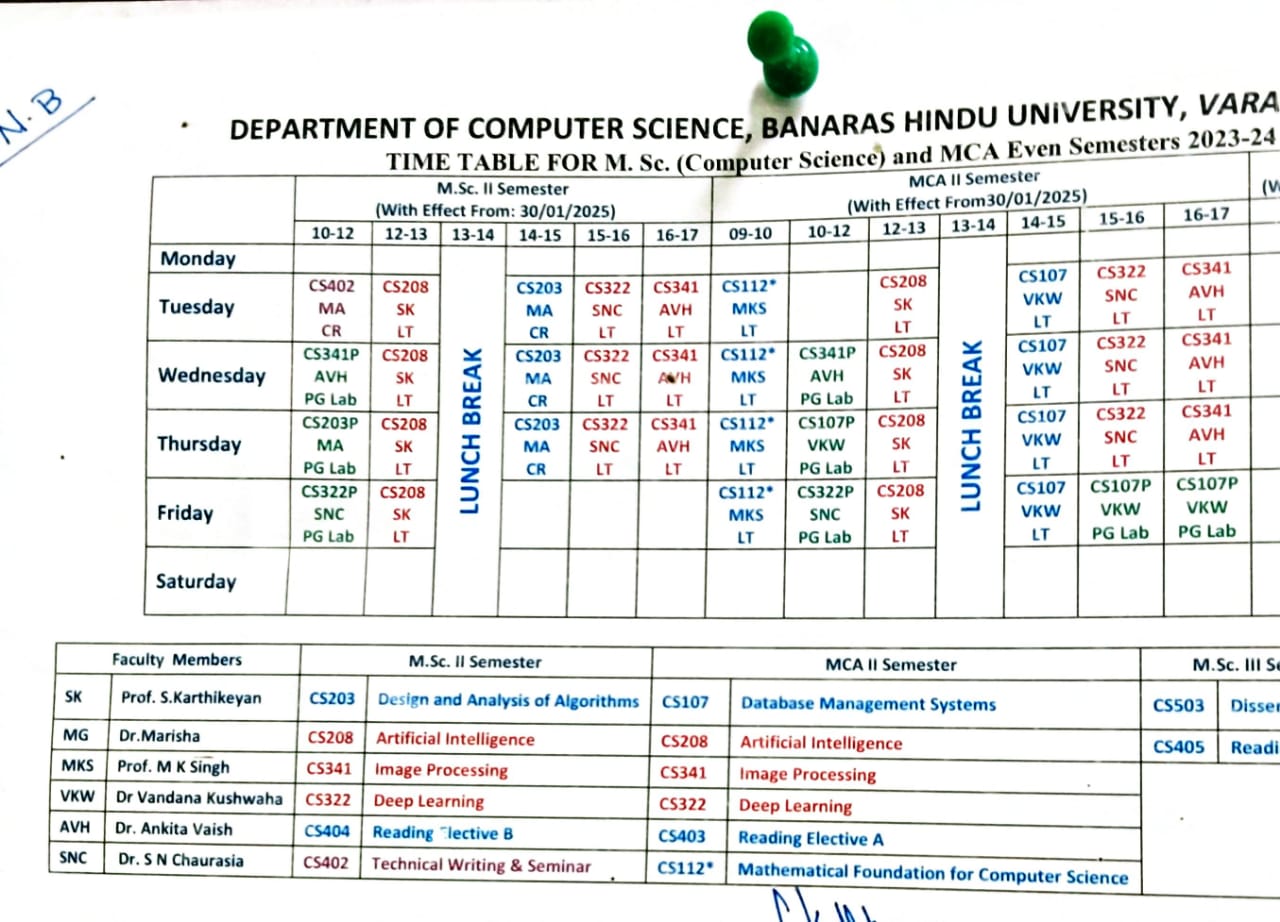 N.B
DEPARTMENT OF COMPUTER SCIENCE, BANARAS HINDU UNIVERSITY,
TIME TABLE FOR M. Sc. (Computer Science) and MCA Even Semesters 2023-24
M.Sc. II Semester MCA II Semester
(With Effect From: 30/01/2025) (With Effect From30/01/2025)
10-12 12-13 13-14 14-15 15-16 16-17 09-10 10-12 12-13 13-14 14-15 15-16 16-17
Monday
CS402 CS208 CS203 CS322 CS341 CS112* CS208 CS107 CS322 CS341
Tuesday MA SK MA SNC AVH MKS SK VKW SNC AVH
CR LT CR LT LT LT LT LT LT LT
CS341P CS208 CS203 CS322 CS341 CS112* CS341P CS208 CS107 CS322 CS341
Wednesday AVH SK MA SNC AVH MKS AVH SK VKW SNC AVH
PG Lab LT CR LT LT LT PG Lab LT LT LT LT
LUNCH BREAK LUNCH BREAK
CS203P CS208 CS203 CS322 CS341 CS112* CS107P CS208 CS107 CS322 CS341
Thursday MA SK MA SNC AVH MKS VKW SK VKW SNC AVH
PG Lab LT CR LT LT LT PG Lab LT LT LT LT
CS322P CS208 CS112* CS322P CS208 CS107 CS107P CS107P
Friday SNC SK MKS SNC SK VKW VKW VKW
PG Lab LT LT PG Lab LT LT PG Lab PG Lab
Saturday
Faculty Members M.Sc. II Semester MCA II Semester M.Sc. III
SK Prof. S.Karthikeyan CS203 Design and Analysis of Algorithms CS107 Database Management Systems CS503
MG Dr.Marisha CS208 Artificial Intelligence CS208 Artificial Intelligence CS405
MKS Prof. M K Singh CS341 Image Processing CS341 Image Processing
VKW Dr Vandana Kushwaha CS322 Deep Learning CS322 Deep Learning
AVH Dr. Ankita Vaish CS404 Reading Elective B CS403 Reading Elective A
SNC Dr. S N Chaurasia CS402 Technical Writing & Seminar CS112* Mathematical Foundation for Computer Science